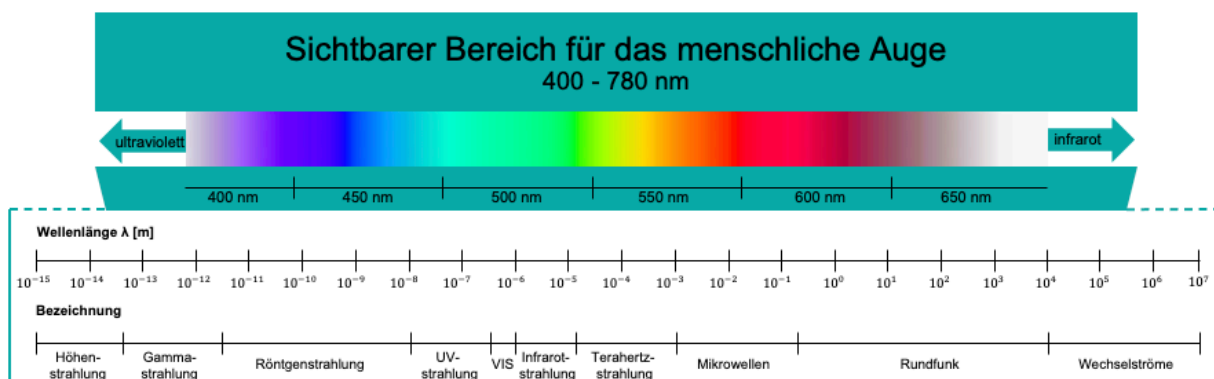 Sichtbarer Bereich für das menschliche Auge
400 - 780 nm
ultraviolett
infrarot
400 nm 450 nm 500 nm 550 nm 600 nm 650 nm
Wellenlänge λ [m]
10⁻¹⁵ 10⁻¹⁴ 10⁻¹³ 10⁻¹² 10⁻¹¹ 10⁻¹⁰ 10⁻⁹ 10⁻⁸ 10⁻⁷ 10⁻⁶ 10⁻⁵ 10⁻⁴ 10⁻³ 10⁻² 10⁻¹ 10⁰ 10¹ 10² 10³ 10⁴ 10⁵ 10⁶ 10⁷
Bezeichnung
Höhen-
strahlung
Gamma-
strahlung
Röntgenstrahlung
UV-
strahlung
VIS
Infrarot-
strahlung
Terahertz-
strahlung
Mikrowellen
Rundfunk
Wechselströme